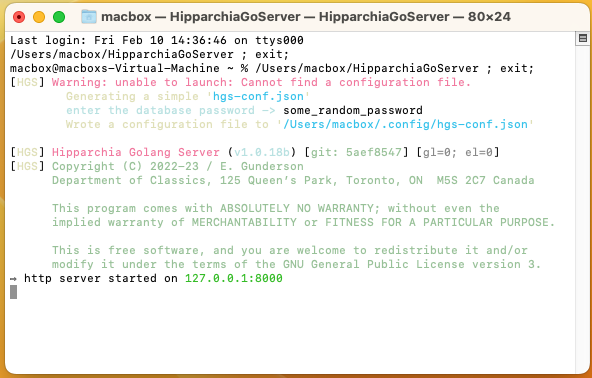 macbox — HipparchiaGoServer — HipparchiaGoServer — 80×24
Last login: Fri Feb 10 14:36:46 on ttys000
/Users/macbox/HipparchiaGoServer ; exit;
macbox@macboxs-Virtual-Machine ~ % /Users/macbox/HipparchiaGoServer ; exit;
[HGS] Warning: unable to launch: Cannot find a configuration file.
Generating a simple 'hgs-conf.json'
enter the database password -> some_random_password
Wrote a configuration file to '/Users/macbox/.config/hgs-conf.json'
[HGS] Hipparchia Golang Server (v1.0.18b) [git: 5aef8547] [gl=0; el=0]
[HGS] Copyright (C) 2022-23 / E. Gunderson
Department of Classics, 125 Queen's Park, Toronto, ON  M5S 2C7 Canada
This program comes with ABSOLUTELY NO WARRANTY; without even the
implied warranty of MERCHANTABILITY or FITNESS FOR A PARTICULAR PURPOSE.
This is free software, and you are welcome to redistribute it and/or
modify it under the terms of the GNU General Public License version 3.
⇨ http server started on 127.0.0.1:8000